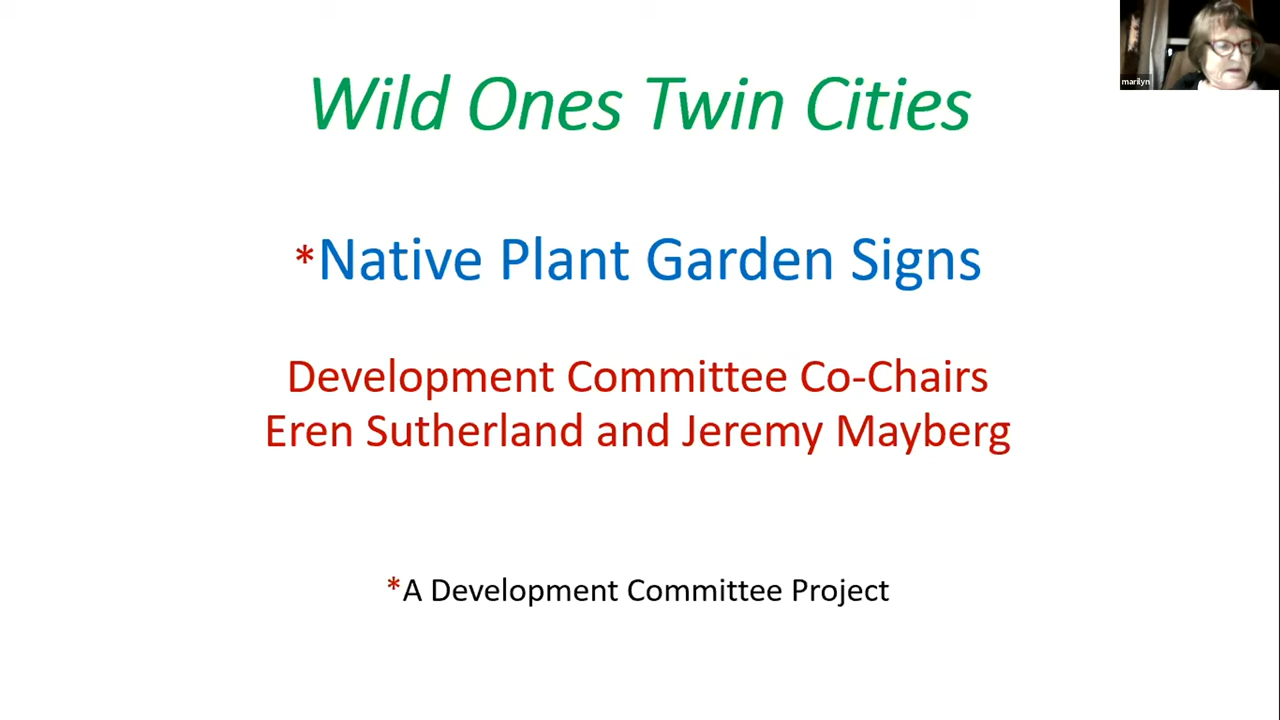 Wild Ones Twin Cities
marilyn
*Native Plant Garden Signs
Development Committee Co-Chairs
Eren Sutherland and Jeremy Mayberg
*A Development Committee Project